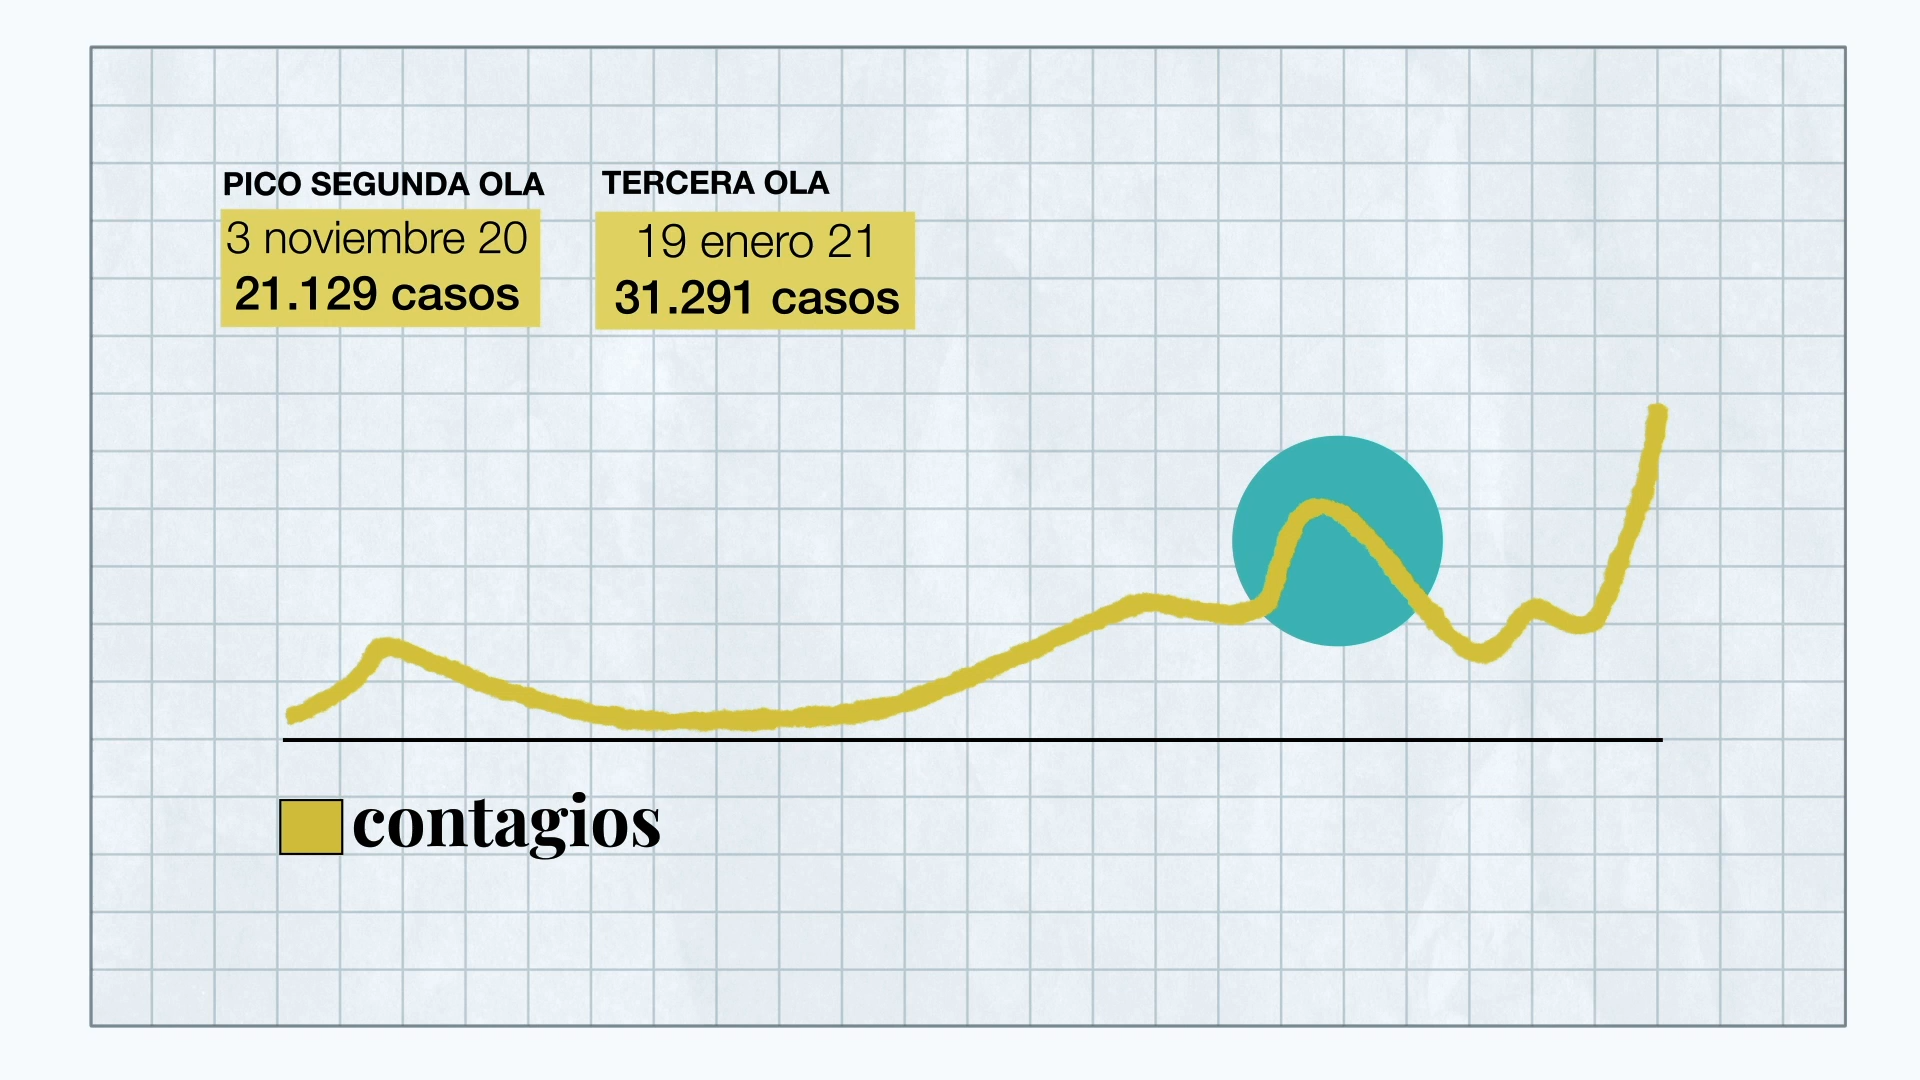 PICO SEGUNDA OLA
3 noviembre 20
21.129 casos
TERCERA OLA
19 enero 21
31.291 casos
contagios